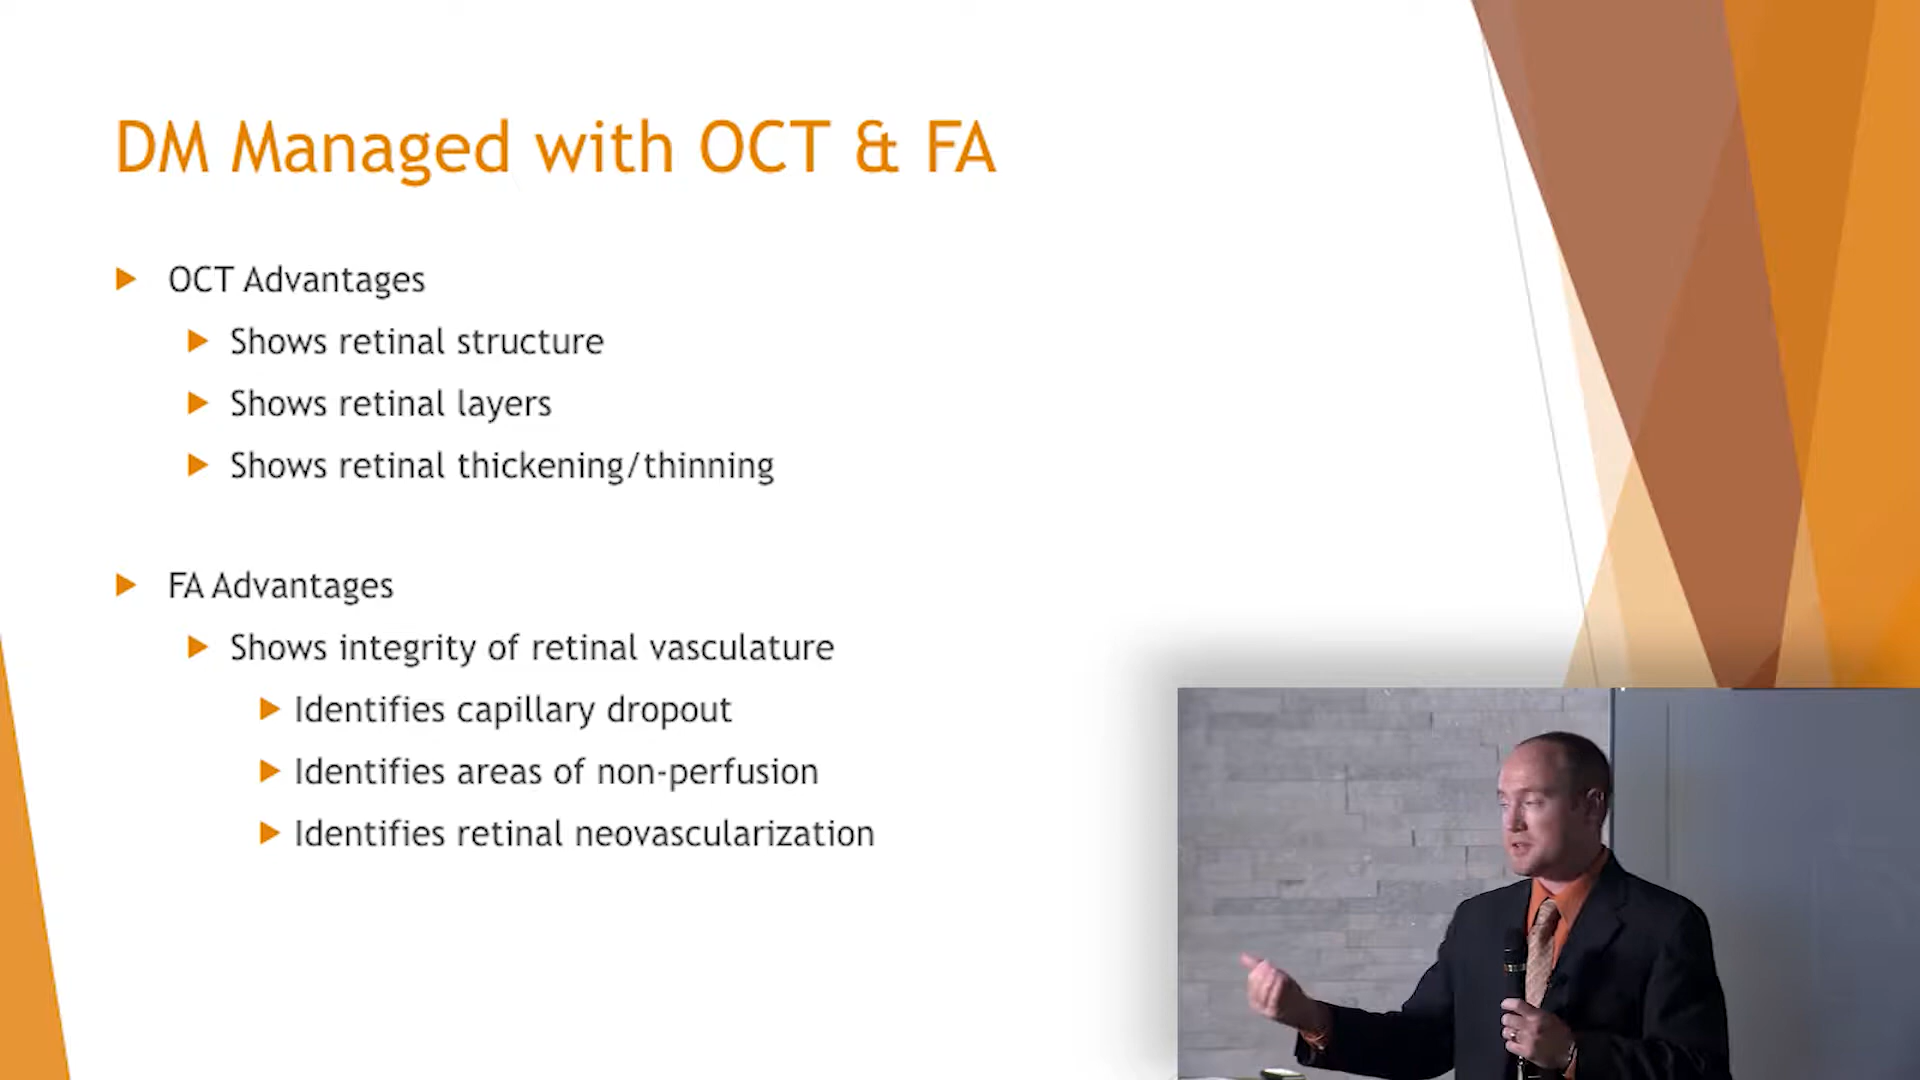 DM Managed with OCT & FA
OCT Advantages
Shows retinal structure
Shows retinal layers
Shows retinal thickening/thinning
FA Advantages
Shows integrity of retinal vasculature
Identifies capillary dropout
Identifies areas of non-perfusion
Identifies retinal neovascularization